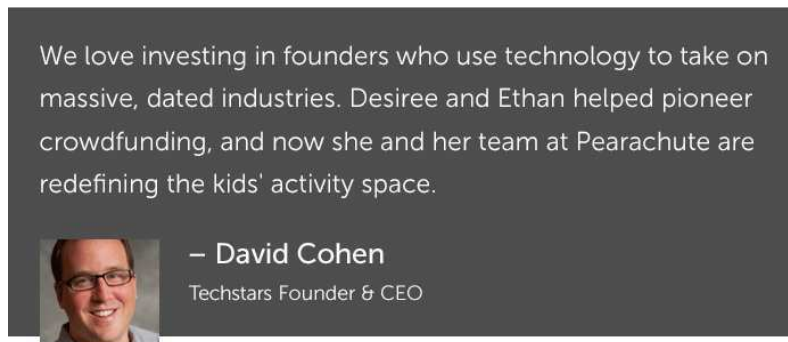 We love investing in founders who use technology to take on
massive, dated industries. Desiree and Ethan helped pioneer
crowdfunding, and now she and her team at Pearachute are
redefining the kids' activity space.
– David Cohen
Techstars Founder & CEO